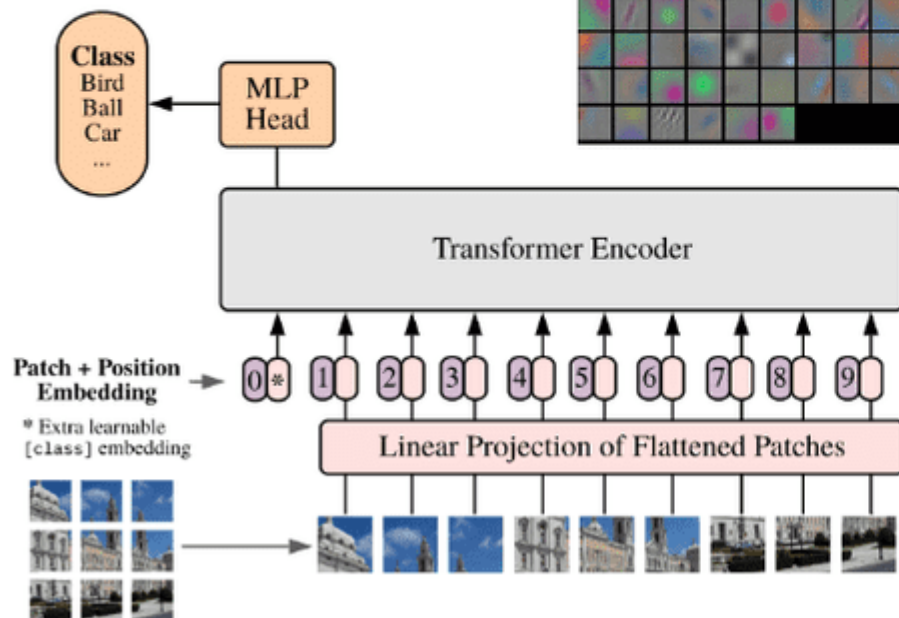 Class
Bird
Ball
Car
...
MLP
Head
Transformer Encoder
Patch + Position
Embedding
0 * 1 2 3 4 5 6 7 8 9
* Extra learnable
[class] embedding
Linear Projection of Flattened Patches